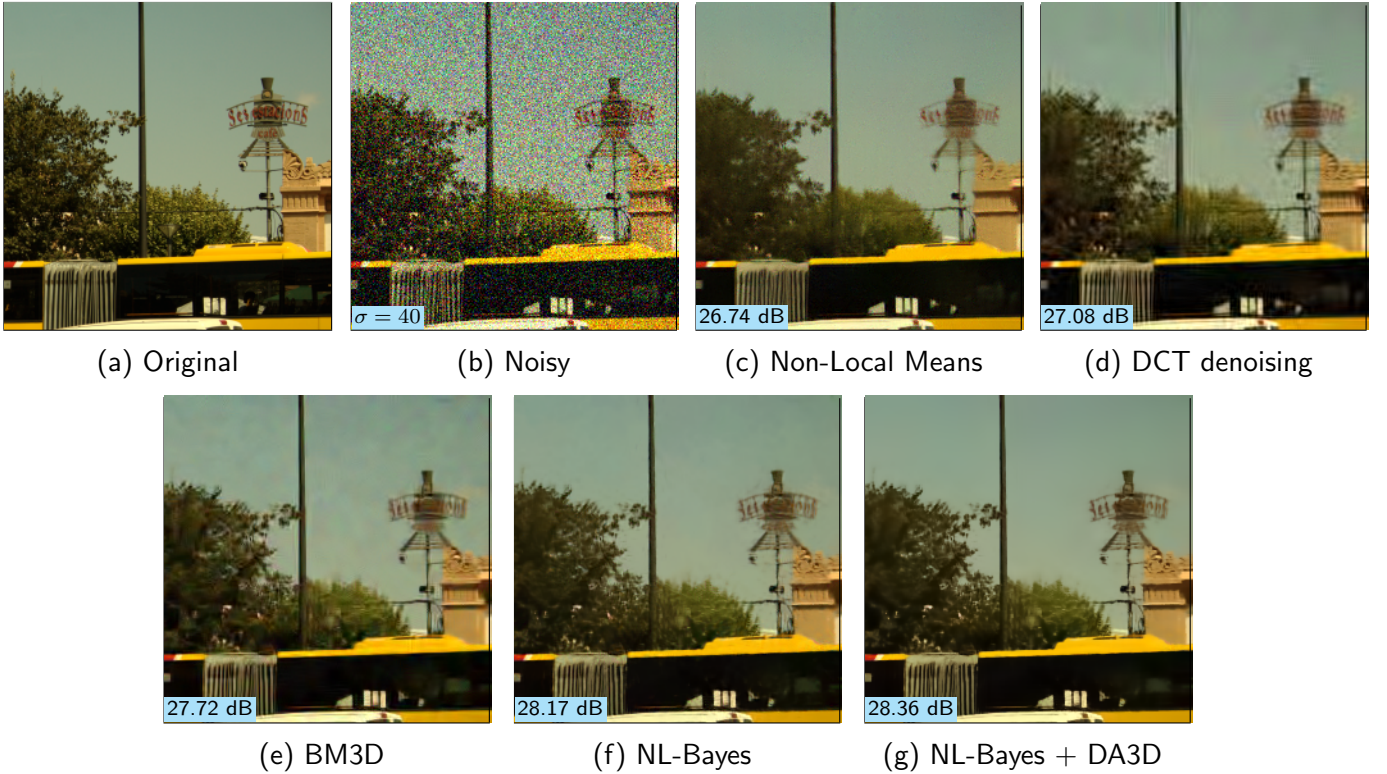 σ = 40
26.74 dB
27.08 dB
(a) Original
(b) Noisy
(c) Non-Local Means
(d) DCT denoising
27.72 dB
28.17 dB
28.36 dB
(e) BM3D
(f) NL-Bayes
(g) NL-Bayes + DA3D